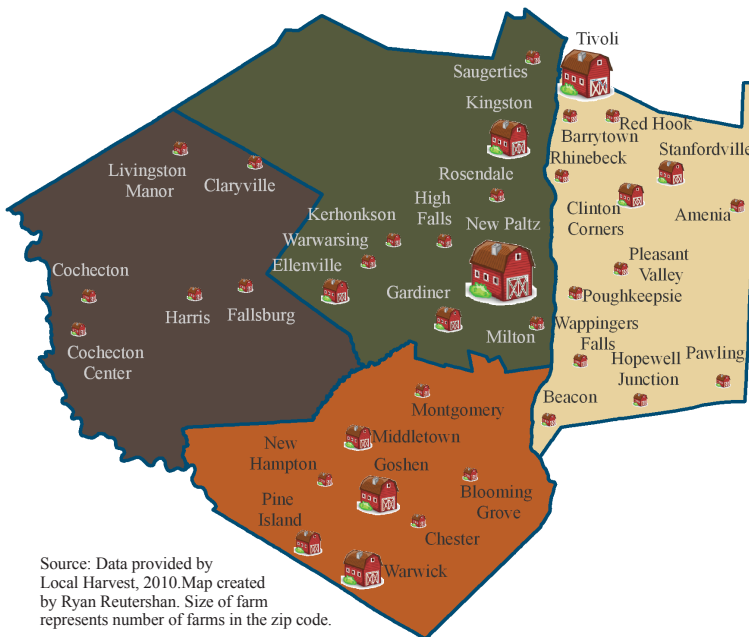 Tivoli
Saugerties
Kingston
Barrytown
Red Hook
Rhinebeck
Stanfordville
Livingston
Manor
Claryville
Rosendale
High
Falls
Kerhonkson
New Paltz
Clinton
Corners
Amenia
Warwarsing
Ellenville
Pleasant
Valley
Cochecton
Harris
Fallsburg
Gardiner
Poughkeepsie
Milton
Wappingers
Falls
Cochecton
Center
Hopewell
Junction
Pawling
Beacon
Montgomery
Middletown
New
Hampton
Goshen
Blooming
Grove
Pine
Island
Chester
Warwick
Source: Data provided by
Local Harvest, 2010.Map created
by Ryan Reutershan. Size of farm
represents number of farms in the zip code.